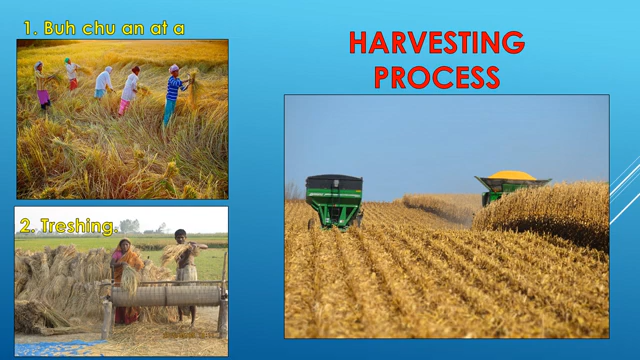 1. Buh chu an at a
HARVESTING
PROCESS
2. Treshing.